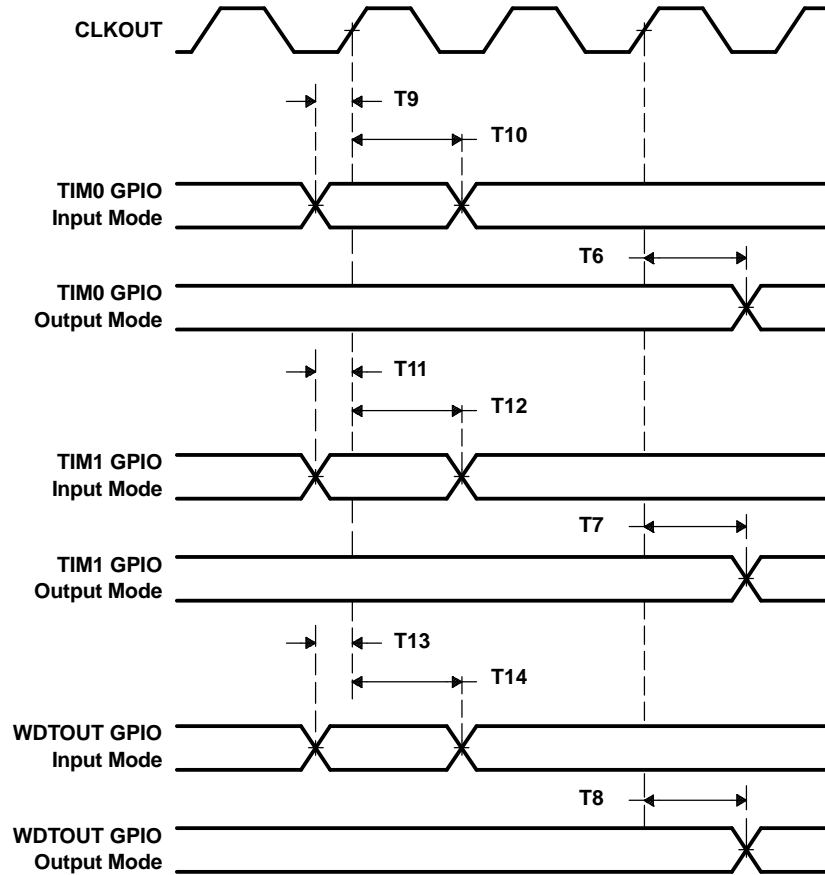 CLKOUT
T9
T10
TIM0 GPIO
Input Mode
T6
TIM0 GPIO
Output Mode
T11
T12
TIM1 GPIO
Input Mode
T7
TIM1 GPIO
Output Mode
T13
T14
WDTOUT GPIO
Input Mode
T8
WDTOUT GPIO
Output Mode